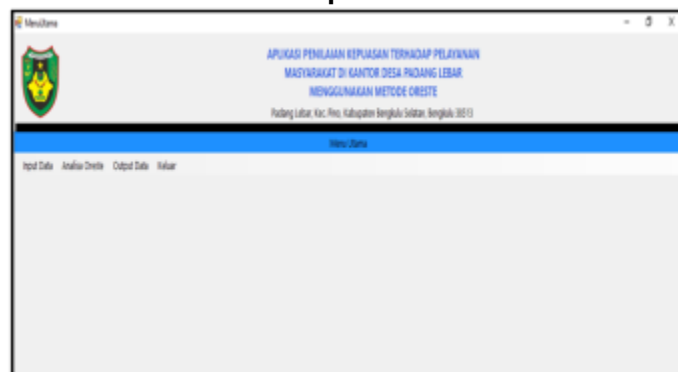 MenuUtama
APLIKASI PENILAIAN KEPUASAN TERHADAP PELAYANAN
MASYARAKAT DI KANTOR DESA PADANG LEBAR
MENGGUNAKAN METODE ORESTE
Padang Lebar, Kec. Pino, Kabupaten Bengkulu Selatan, Bengkulu 38513
Menu Utama
Input Data Analisa Oreste Output Data Keluar